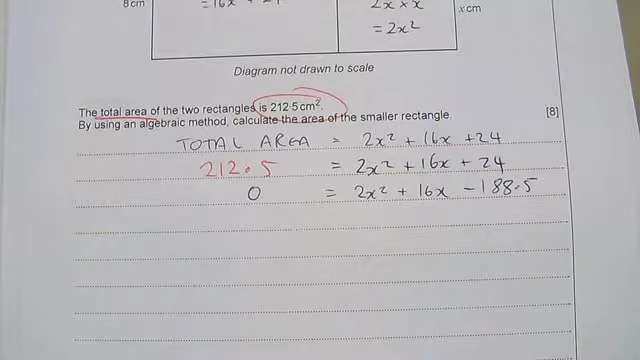 8 cm
= 16x + 24
2x × x
x cm
= 2x²
Diagram not drawn to scale
The total area of the two rectangles is 212·5 cm².
By using an algebraic method, calculate the area of the smaller rectangle.
[8]
TOTAL AREA = 2x² + 16x + 24
212.5 = 2x² + 16x + 24
0 = 2x² + 16x - 188.5